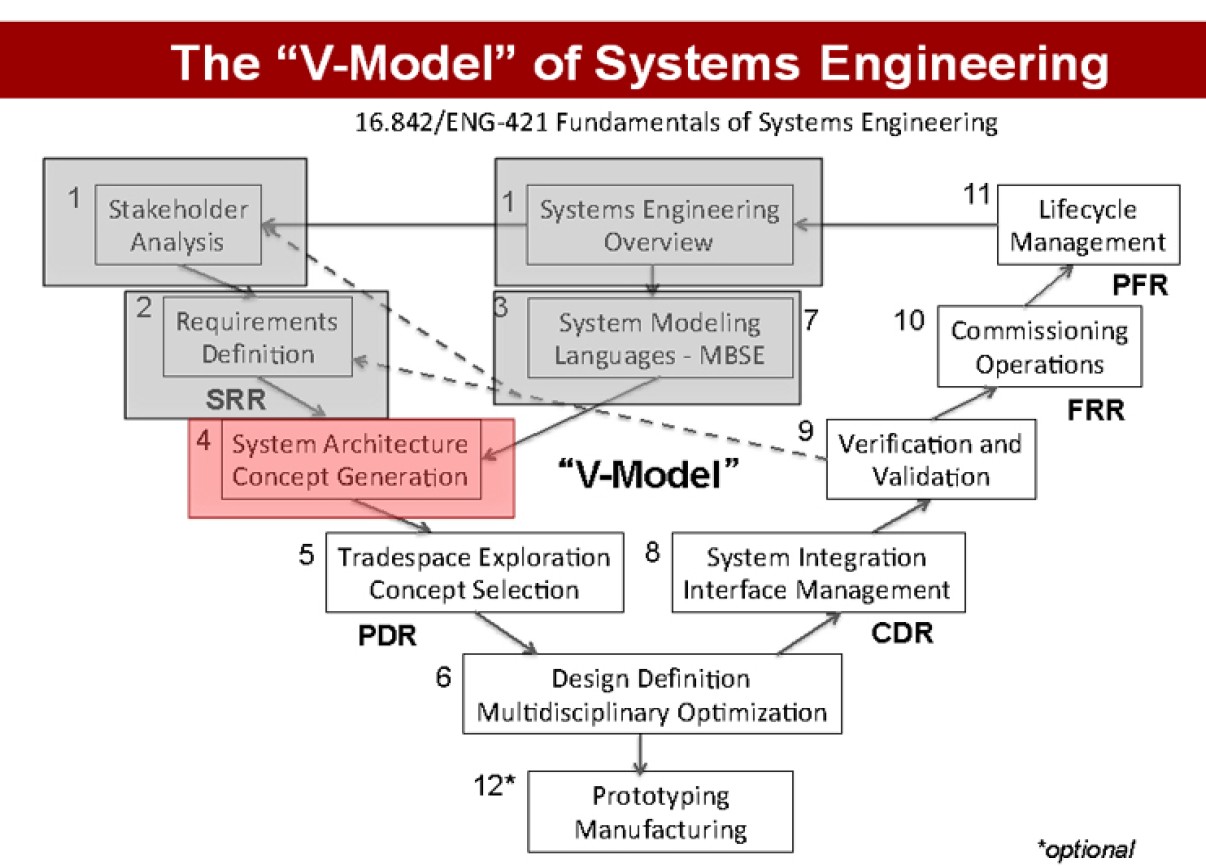 The “V-Model” of Systems Engineering
16.842/ENG-421 Fundamentals of Systems Engineering
1
Stakeholder
Analysis
1
Systems Engineering
Overview
11
Lifecycle
Management
PFR
2
Requirements
Definition
SRR
3
System Modeling
Languages - MBSE
7
10
Commissioning
Operations
FRR
4
System Architecture
Concept Generation
“V-Model”
9
Verification and
Validation
5
Tradespace Exploration
Concept Selection
PDR
8
System Integration
Interface Management
CDR
6
Design Definition
Multidisciplinary Optimization
12*
Prototyping
Manufacturing
*optional